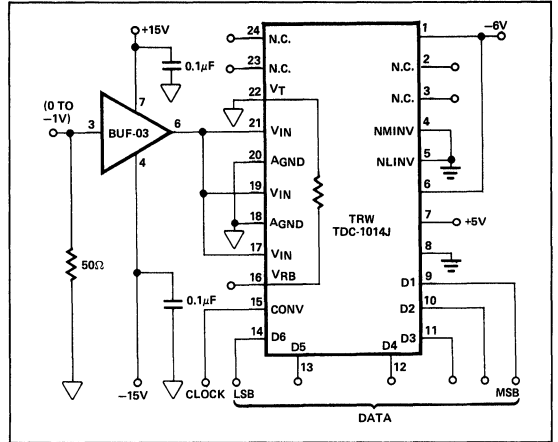 +15V
0.1µF
(0 TO
−1V)
3
BUF-03
7
6
4
50Ω
0.1µF
−15V
24
N.C.
23
N.C.
22
VT
21
VIN
20
AGND
19
VIN
18
AGND
17
VIN
16
VRB
15
CONV
14
D6
D5
13
D4
12
TRW
TDC-1014J
1
−6V
N.C.
2
N.C.
3
NMINV
4
NLINV
5
6
7
+5V
8
D1
9
D2
10
D3
11
CLOCK
LSB
MSB
DATA